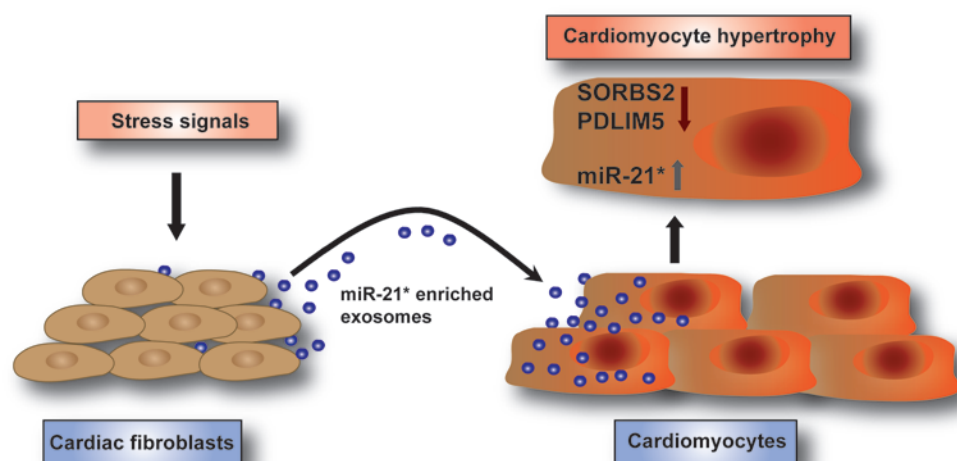 Cardiomyocyte hypertrophy
SORBS2
PDLIM5
miR-21*
Stress signals
miR-21* enriched
exosomes
Cardiac fibroblasts
Cardiomyocytes